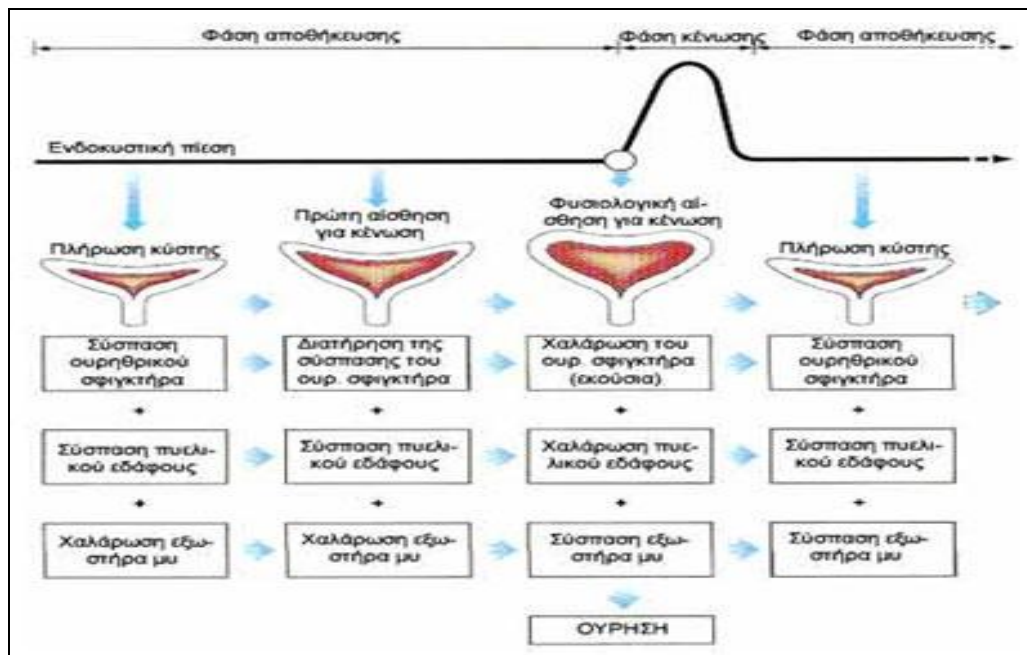 Φάση αποθήκευσης
Φάση κένωσης
Φάση αποθήκευσης
Ενδοκυστική πίεση
Πλήρωση κύστης
Πρώτη αίσθηση
για κένωση
Φυσιολογική αί-
σθηση για κένωση
Πλήρωση κύστης
Σύσπαση
ουρηθρικού
σφιγκτήρα
Διατήρηση της
σύσπασης του
ουρ. σφιγκτήρα
Χαλάρωση του
ουρ. σφιγκτήρα
(εκούσια)
Σύσπαση
ουρηθρικού
σφιγκτήρα
+
+
+
+
Σύσπαση πυελι-
κού εδάφους
Σύσπαση πυελι-
κού εδάφους
Χαλάρωση πυε-
λικού εδάφους
Σύσπαση πυελι-
κού εδάφους
+
+
+
+
Χαλάρωση εξω-
στήρα μυ
Χαλάρωση εξω-
στήρα μυ
Σύσπαση εξω-
στήρα μυ
Σύσπαση εξω-
στήρα μυ
ΟΥΡΗΣΗ